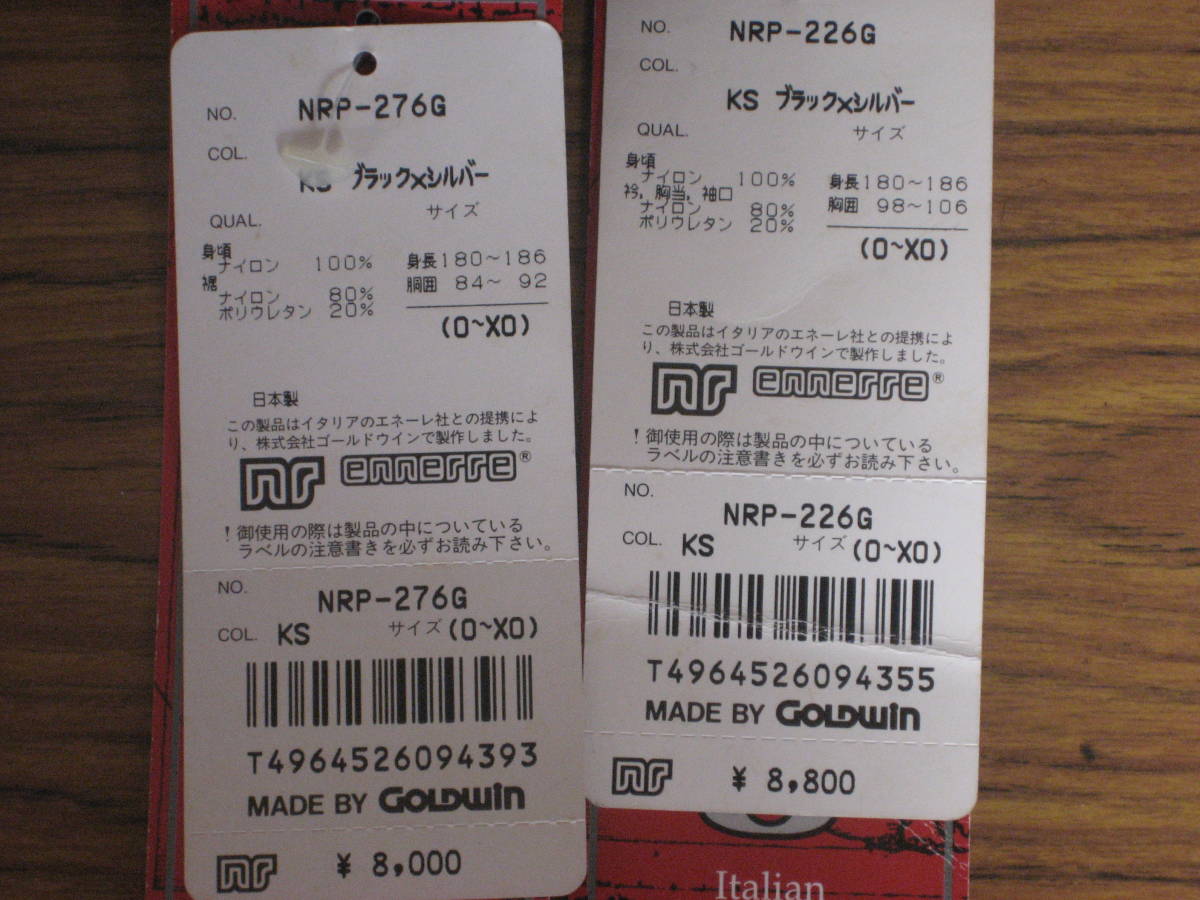 NO. NRP-276G
COL.
KS ブラック×シルバー
QUAL. サイズ
身頃
ナイロン 100% 身長180~186
裾 胴囲 84~ 92
ナイロン 80%
ポリウレタン 20%
(O~XO)
日本製
この製品はイタリアのエネーレ社との提携によ
り、株式会社ゴールドウインで製作しました。
nr ennerre®
! 御使用の際は製品の中についている
ラベルの注意書きを必ずお読み下さい。
NO. NRP-276G
COL. KS サイズ (O~XO)
T4964526094393
MADE BY GOLDWIN
nr ¥ 8,000
NO. NRP-226G
COL.
KS ブラック×シルバー
QUAL. サイズ
身頃
ナイロン 100% 身長180~186
衿, 胸当, 袖口 胸囲 98~106
ナイロン 80%
ポリウレタン 20%
(O~XO)
日本製
この製品はイタリアのエネーレ社との提携によ
り、株式会社ゴールドウインで製作しました。
nr ennerre®
! 御使用の際は製品の中についている
ラベルの注意書きを必ずお読み下さい。
NO. NRP-226G
COL. KS サイズ (O~XO)
T4964526094355
MADE BY GOLDWIN
nr ¥ 8,800
Italian